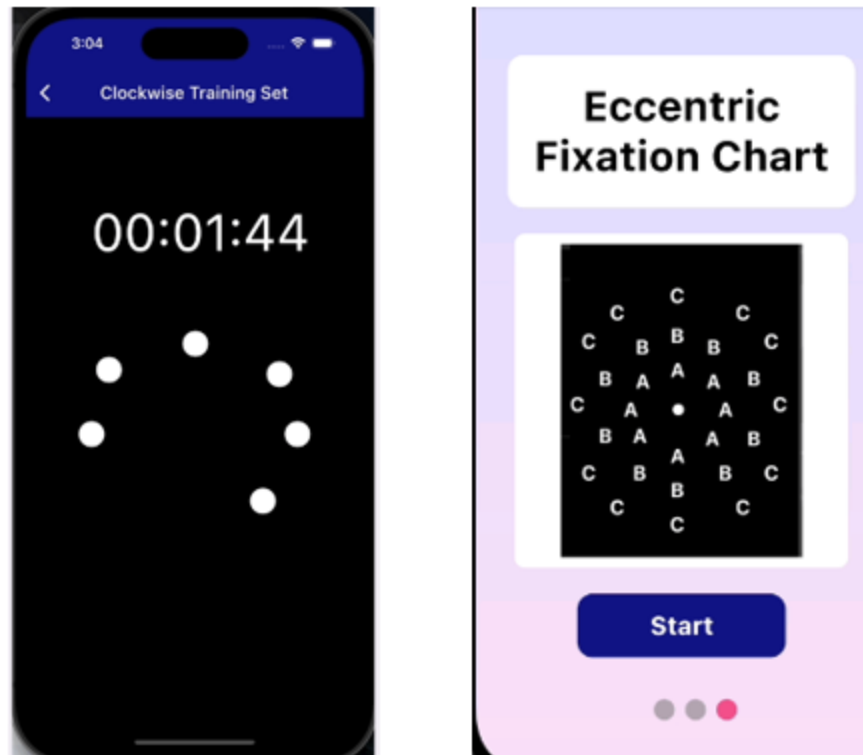 3:04
Clockwise Training Set
00:01:44
Eccentric
Fixation Chart
C
C C
C B B B C
A
B A A B
C A A C
B A A B
A
C B B C
B
C C
C
Start